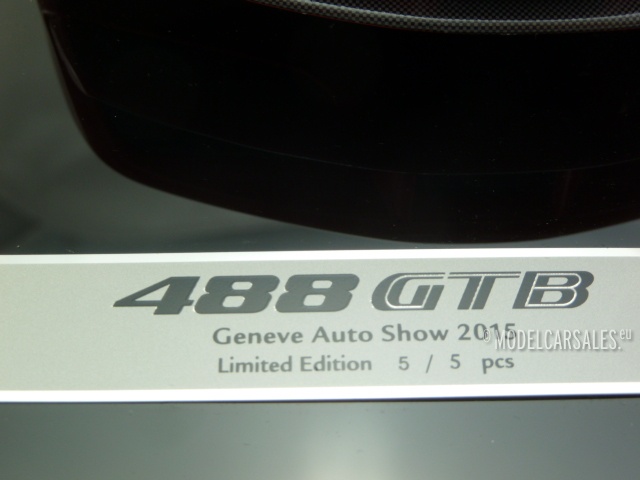 488 GTB
Geneve Auto Show 2015
© MODELCARSALES.eu
Limited Edition 5 / 5 pcs